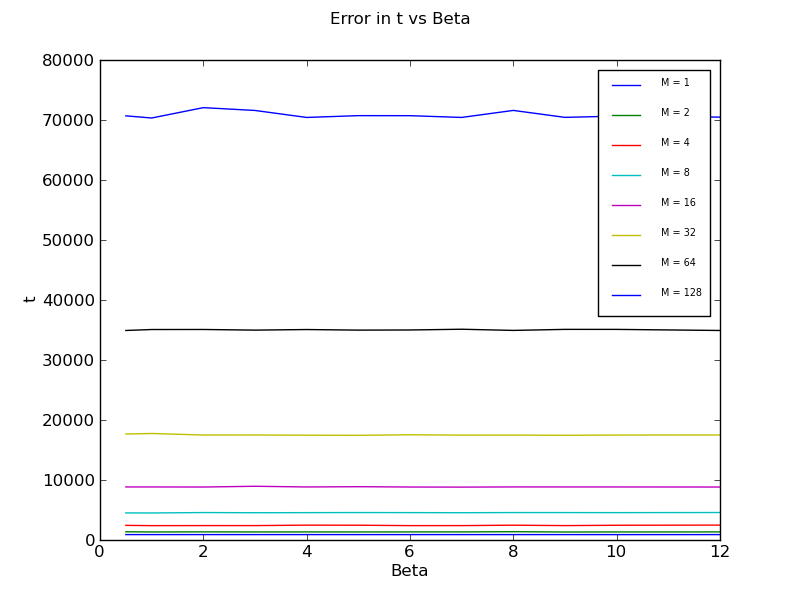 Error in t vs Beta
80000
70000
60000
50000
40000
30000
20000
10000
0
t
M = 1
M = 2
M = 4
M = 8
M = 16
M = 32
M = 64
M = 128
0 2 4 6 8 10 12
Beta